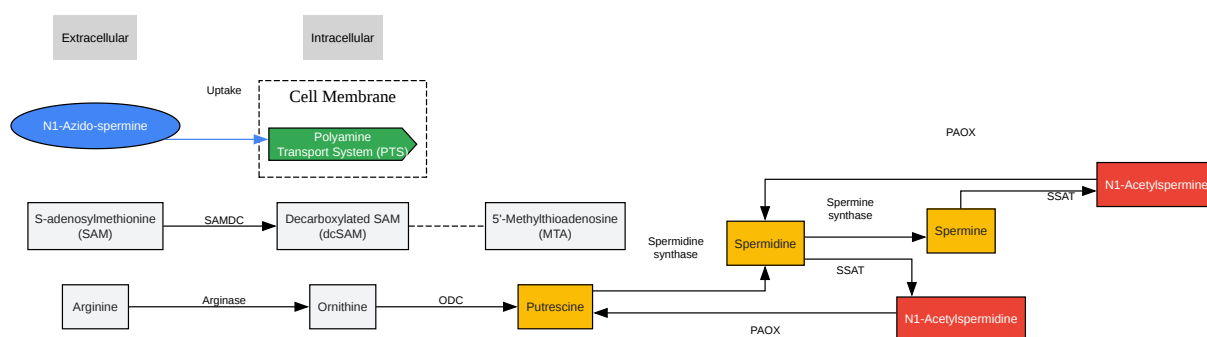 Extracellular
Intracellular
Uptake
Cell Membrane
N1-Azido-spermine
Polyamine
Transport System (PTS)
PAOX
N1-Acetylspermine
SSAT
S-adenosylmethionine
(SAM)
SAMDC
Decarboxylated SAM
(dcSAM)
5'-Methylthioadenosine
(MTA)
Spermine
synthase
Spermine
Spermidine
synthase
Spermidine
SSAT
Arginine
Arginase
Ornithine
ODC
Putrescine
N1-Acetylspermidine
PAOX